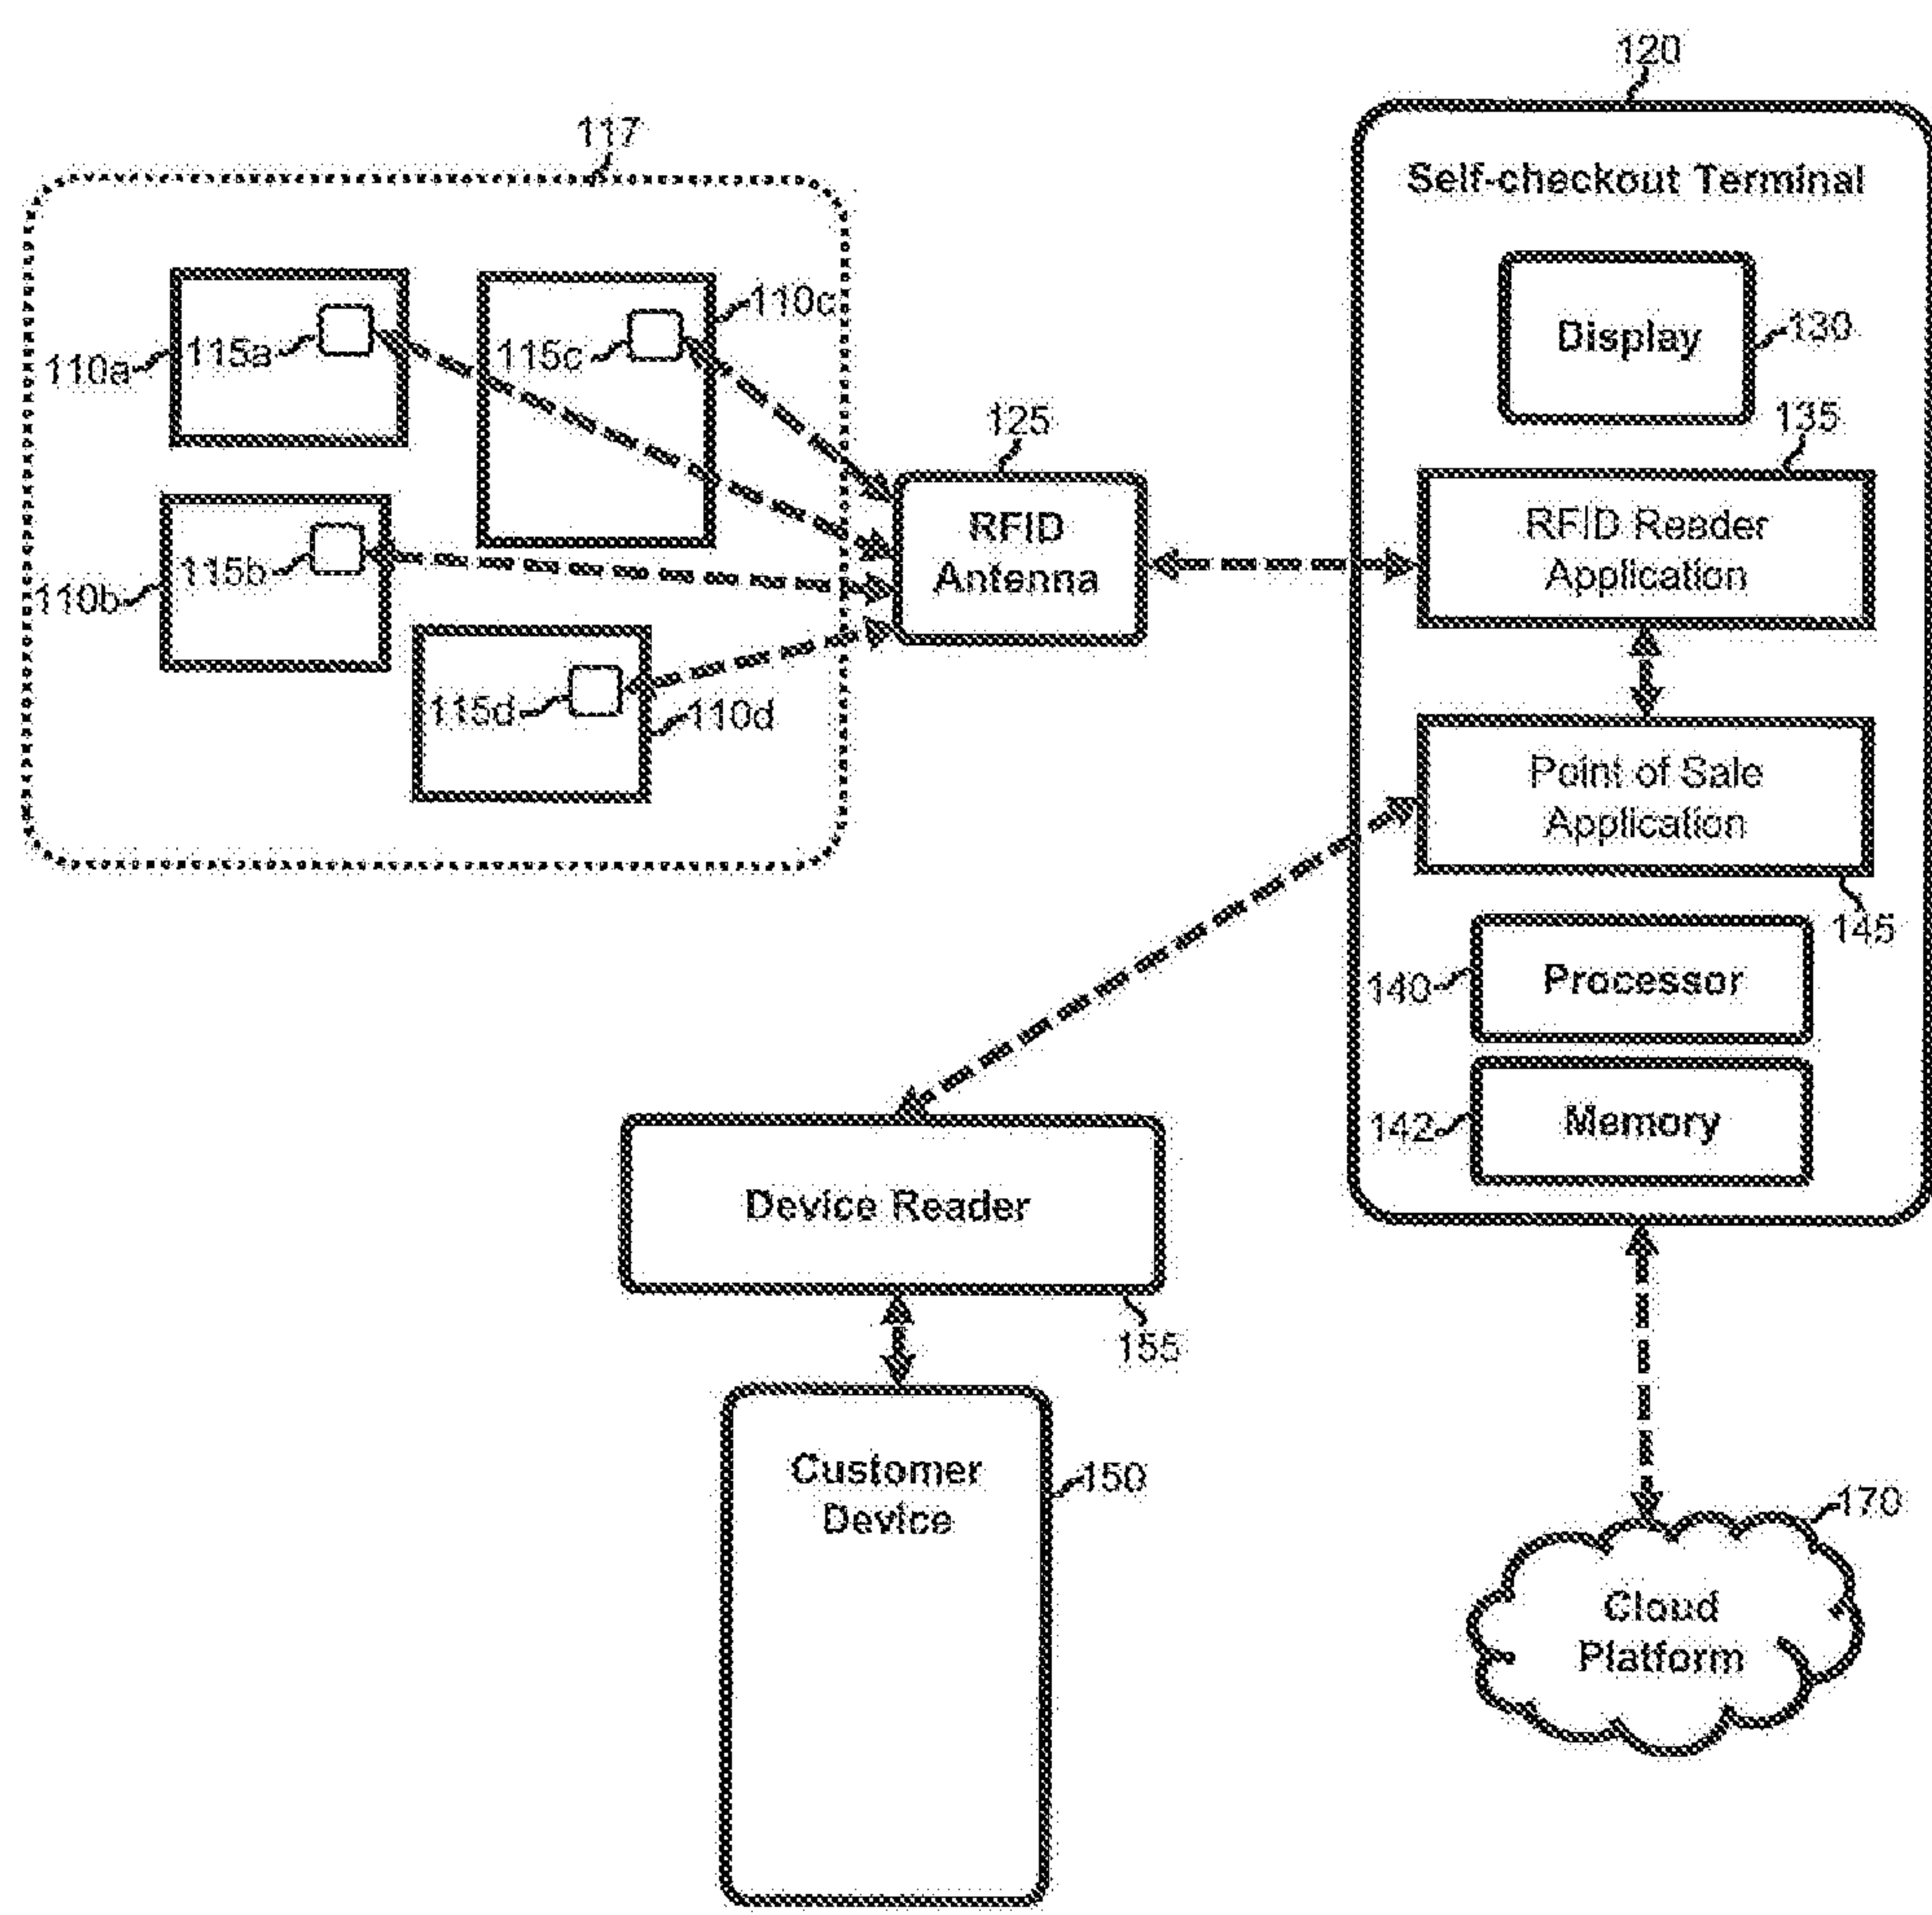 117
110a
115a
115c
110c
110b
115b
115d
110d
125
RFID
Antenna
120
Self-checkout Terminal
Display
130
135
RFID Reader
Application
Point of Sale
Application
145
140
Processor
142
Memory
Device Reader
155
Customer
Device
150
170
Cloud
Platform